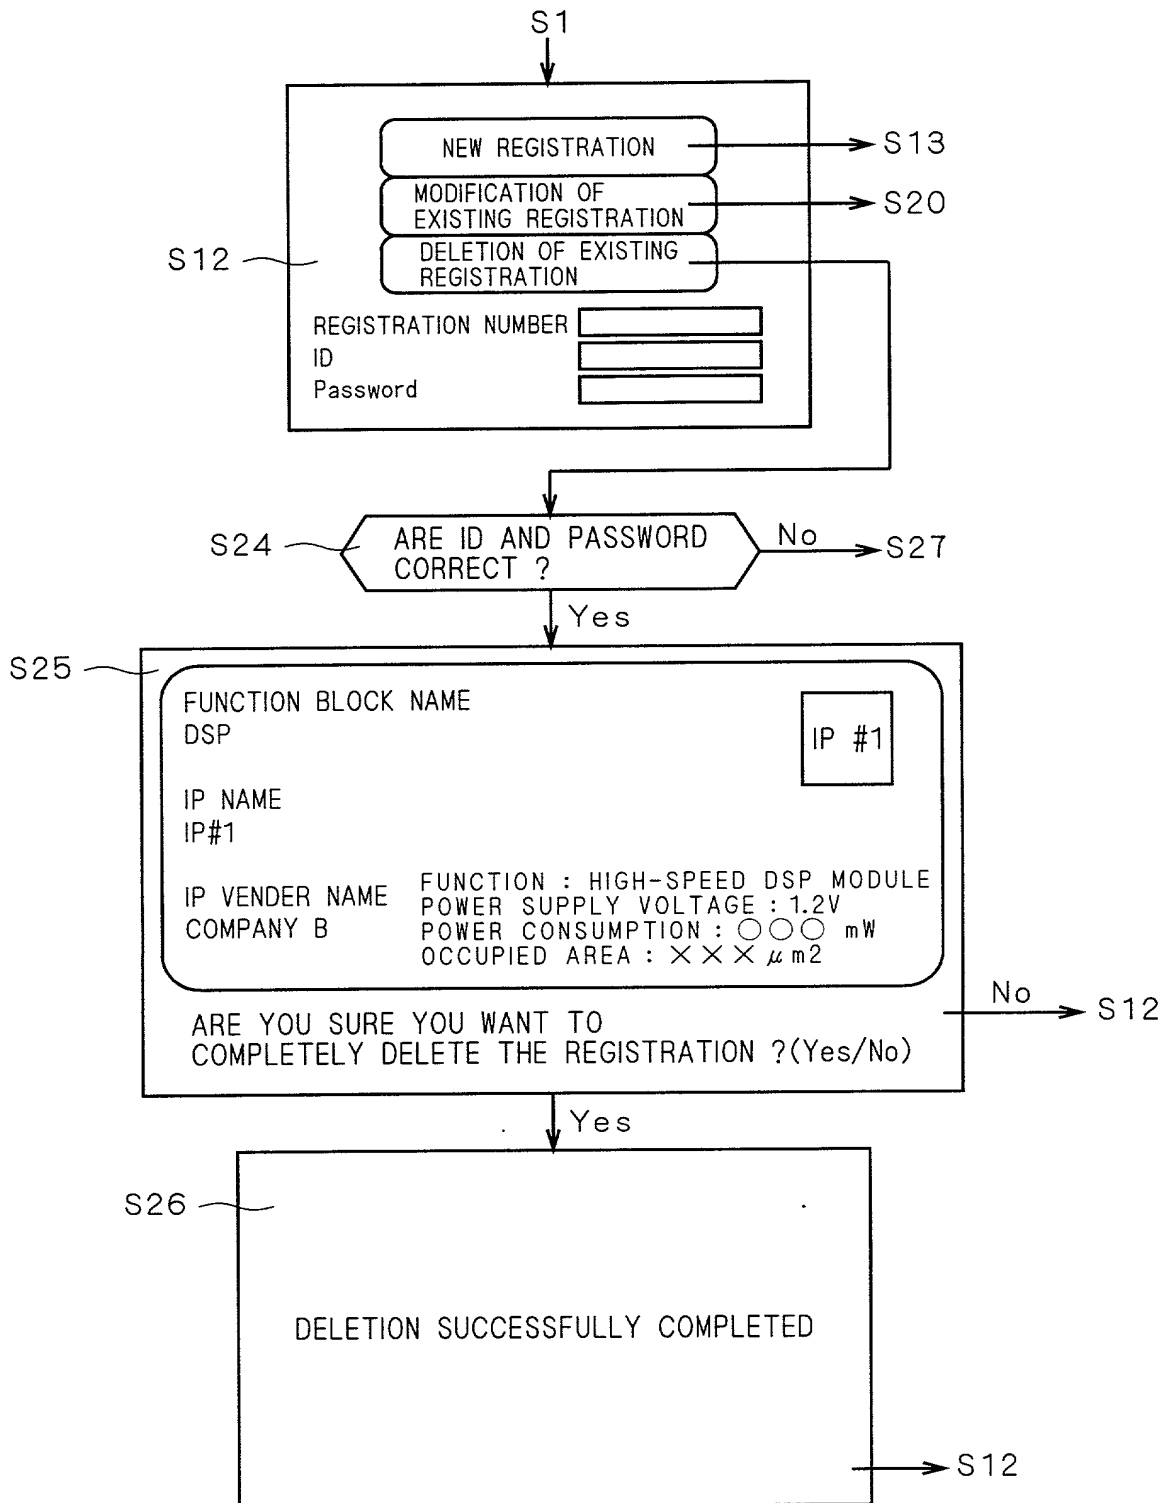 S1
NEW REGISTRATION
S13
MODIFICATION OF
EXISTING REGISTRATION
S20
DELETION OF EXISTING
REGISTRATION
S12
REGISTRATION NUMBER
ID
Password
S24
ARE ID AND PASSWORD
CORRECT ?
No
S27
Yes
S25
FUNCTION BLOCK NAME
DSP
IP #1
IP NAME
IP#1
IP VENDER NAME
COMPANY B
FUNCTION : HIGH-SPEED DSP MODULE
POWER SUPPLY VOLTAGE : 1.2V
POWER CONSUMPTION : ○○○ mW
OCCUPIED AREA : ××× μm2
ARE YOU SURE YOU WANT TO
COMPLETELY DELETE THE REGISTRATION ?(Yes/No)
No
S12
Yes
S26
DELETION SUCCESSFULLY COMPLETED
S12